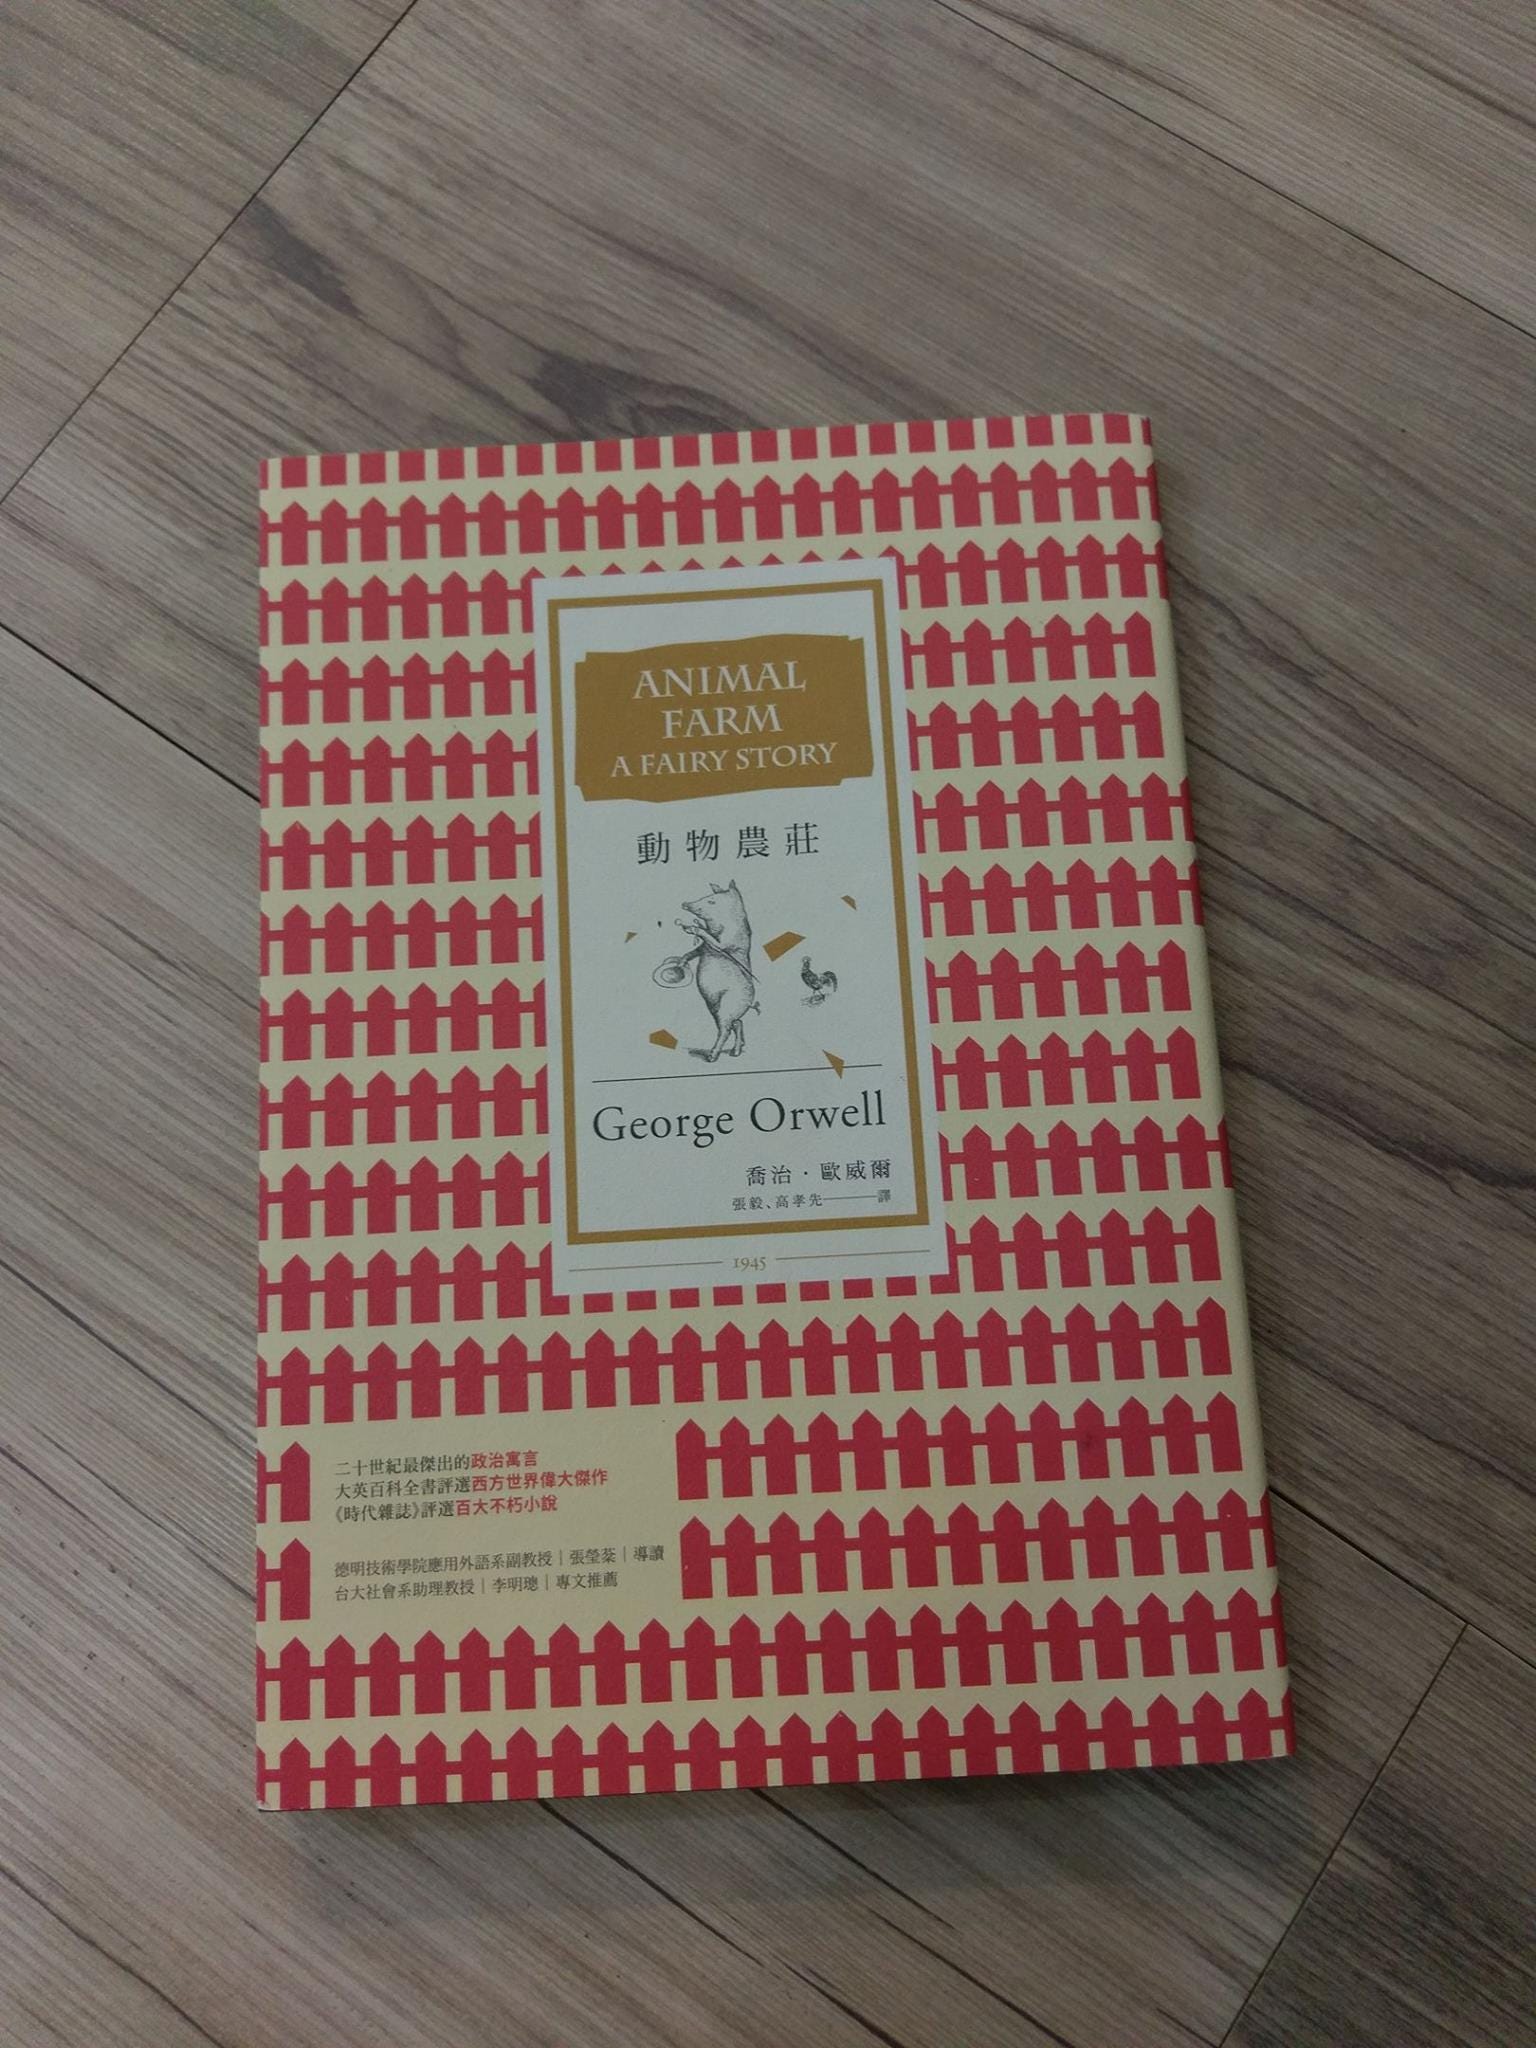 ANIMAL
FARM
A FAIRY STORY
動物農莊
George Orwell
喬治．歐威爾
張毅、高孝先——譯
1945
二十世紀最傑出的政治寓言
大英百科全書評選西方世界偉大傑作
《時代雜誌》評選百大不朽小說
德明技術學院應用外語系副教授｜張瑩棻｜導讀
台大社會系助理教授｜李明璁｜專文推薦